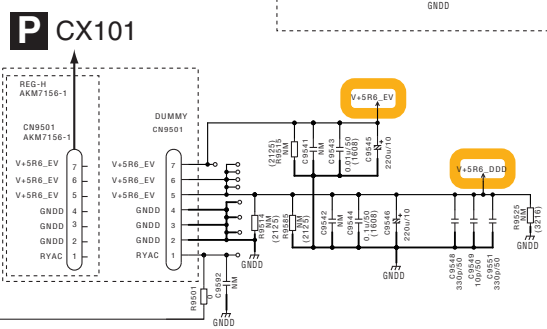 GNDD
P CX101
REG-H
AKM7156-1
CN9501
AKM7156-1
V+5R6_EV 7
V+5R6_EV 6
V+5R6_EV 5
GNDD 4
GNDD 3
GNDD 2
RYAC 1
DUMMY
CN9501
V+5R6_EV 7
V+5R6_EV 6
V+5R6_EV 5
GNDD 4
GNDD 3
GNDD 2
RYAC 1
V+5R6_EV
(2125)
R9515
NM
C9541
NM
C9543
0.01u/50
(1608)
C9545
220u/10
V+5R6_DDD
R9514
NM
(2125)
R9585
NM
(2125)
C9542
NM
C9544
0.1u/50
(1608)
C9546
220u/10
C9548
330p/50
C9549
10p/50
C9551
330p/50
R9525
NM
(3216)
GNDD
GNDD
GNDD
GNDD
R9501
0
C9592
NM
GNDD